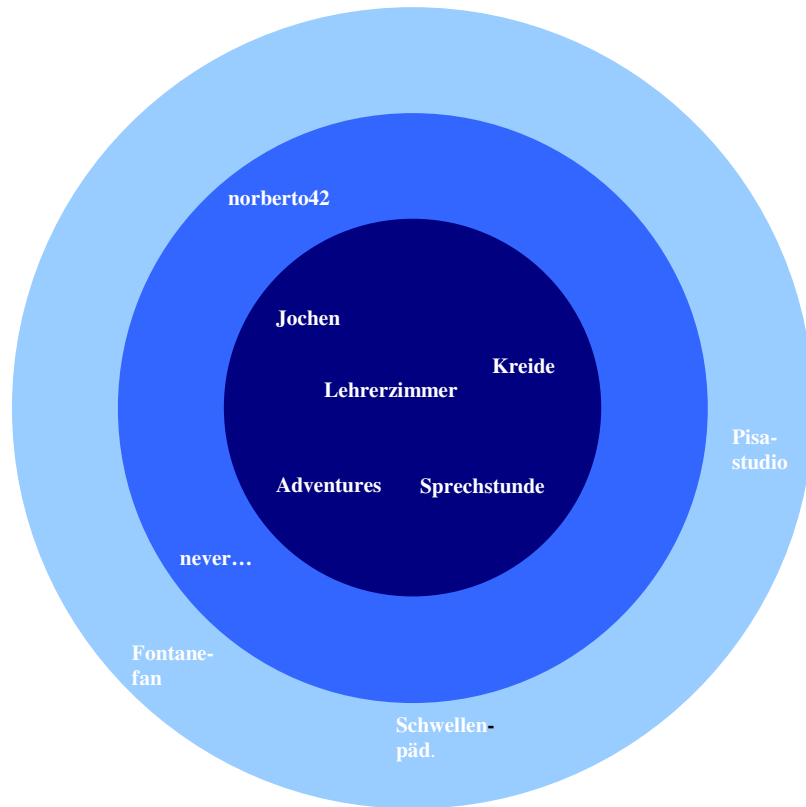 norberto42
Jochen
Kreide
Lehrerzimmer
Pisa-
studio
Adventures
Sprechstunde
never…
Fontane-
fan
Schwellen-
päd.